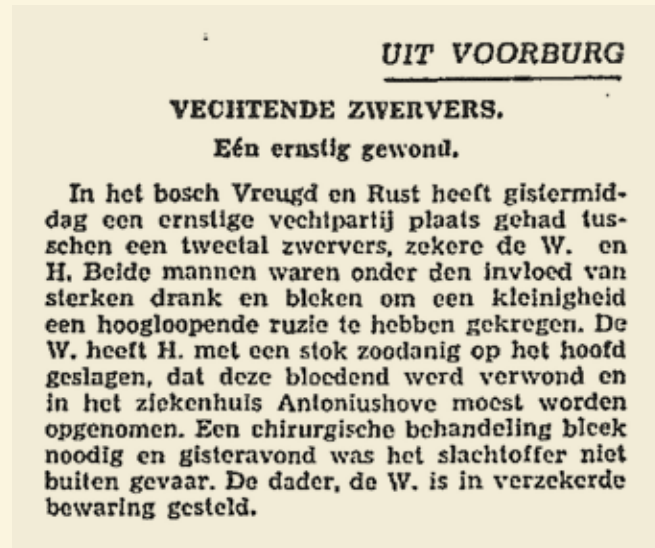 UIT VOORBURG
VECHTENDE ZWERVERS.
Eén ernstig gewond.
In het bosch Vreugd en Rust heeft gistermid-
dag een ernstige vechtpartij plaats gehad tus-
schen een tweetal zwervers, zekere de W. en
H. Beide mannen waren onder den invloed van
sterken drank en bleken om een kleinigheid
een hoogloopende ruzie te hebben gekregen. De
W. heeft H. met een stok zoodanig op het hoofd
geslagen, dat deze bloedend werd verwond en
in het ziekenhuis Antoniushove moest worden
opgenomen. Een chirurgische behandeling bleek
noodig en gisteravond was het slachtoffer niet
buiten gevaar. De dader, de W. is in verzekerde
bewaring gesteld.